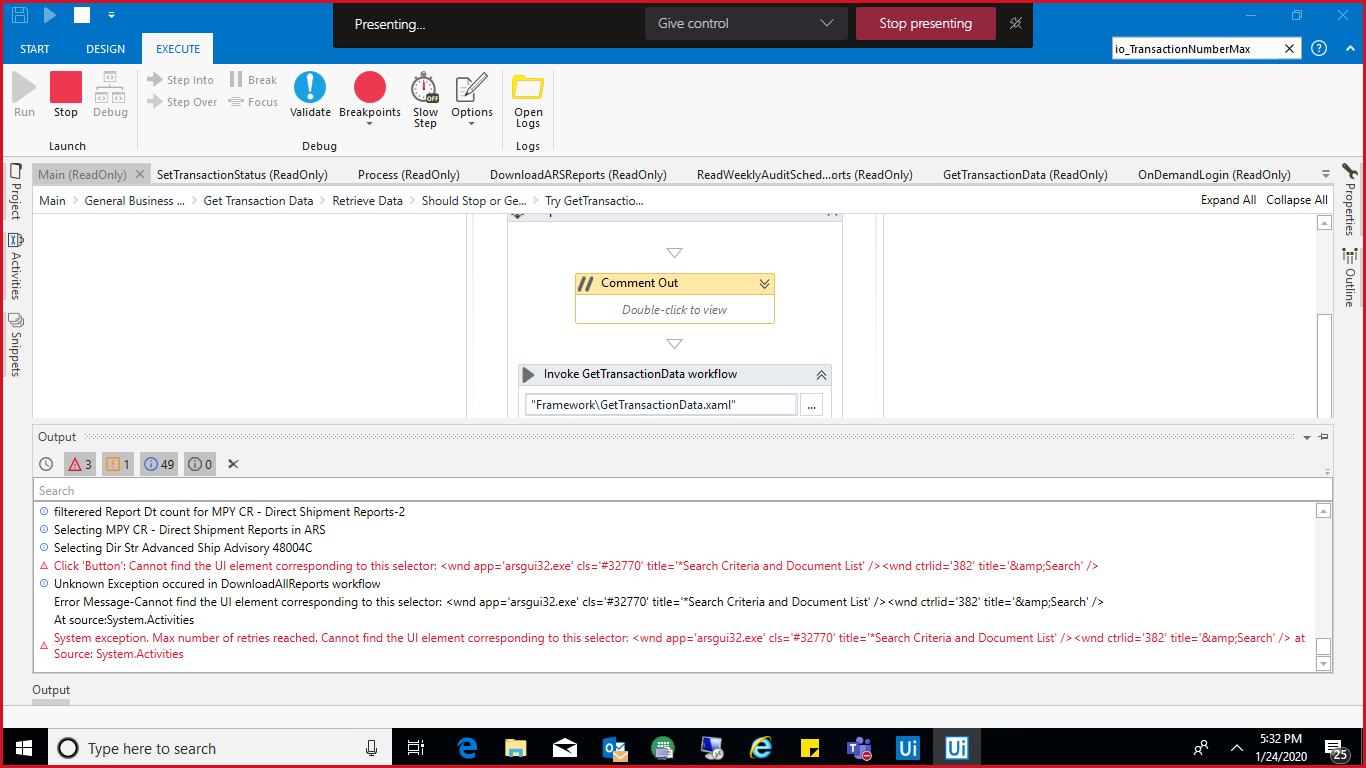 Presenting...
Give control
Stop presenting
START
DESIGN
EXECUTE
io_TransactionNumberMax
Run
Stop
Debug
Step Into
Step Over
Break
Focus
Validate
Breakpoints
Slow
Step
OFF
Options
Open
Logs
Launch
Debug
Logs
Main (ReadOnly)
SetTransactionStatus (ReadOnly)
Process (ReadOnly)
DownloadARSReports (ReadOnly)
ReadWeeklyAuditSched...orts (ReadOnly)
GetTransactionData (ReadOnly)
OnDemandLogin (ReadOnly)
Main
General Business ...
Get Transaction Data
Retrieve Data
Should Stop or Ge...
Try GetTransactio...
Expand All
Collapse All
Project
Activities
Snippets
Properties
Outline
// Comment Out
Double-click to view
Invoke GetTransactionData workflow
"Framework\GetTransactionData.xaml"
...
Output
3
1
49
0
Search
filterered Report Dt count for MPY CR - Direct Shipment Reports-2
Selecting MPY CR - Direct Shipment Reports in ARS
Selecting Dir Str Advanced Ship Advisory 48004C
Click 'Button': Cannot find the UI element corresponding to this selector: <wnd app='arsgui32.exe' cls='#32770' title='*Search Criteria and Document List' /><wnd ctrlid='382' title='&amp;Search' />
Unknown Exception occured in DownloadAllReports workflow
Error Message-Cannot find the UI element corresponding to this selector: <wnd app='arsgui32.exe' cls='#32770' title='*Search Criteria and Document List' /><wnd ctrlid='382' title='&amp;Search' />
At source:System.Activities
System exception. Max number of retries reached. Cannot find the UI element corresponding to this selector: <wnd app='arsgui32.exe' cls='#32770' title='*Search Criteria and Document List' /><wnd ctrlid='382' title='&amp;Search' /> at
Source: System.Activities
Output
Type here to search
Ui
Ui
5:32 PM
1/24/2020
25